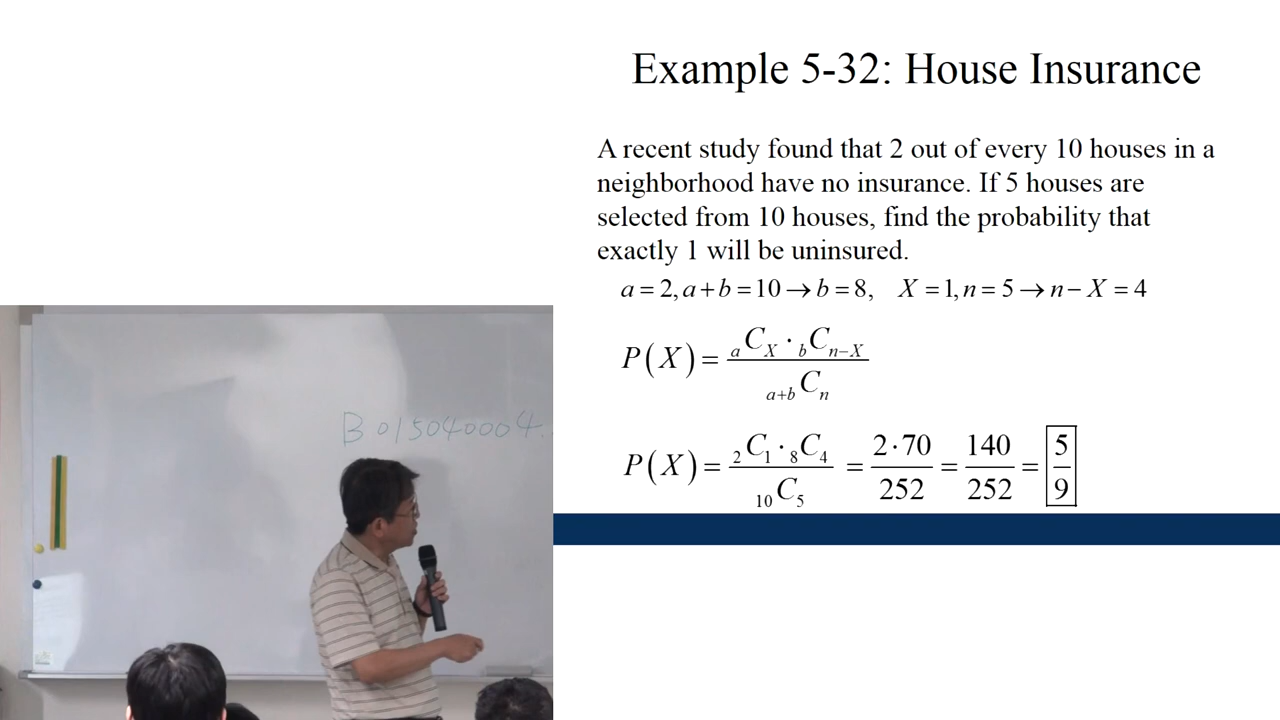 Example 5-32: House Insurance
A recent study found that 2 out of every 10 houses in a
neighborhood have no insurance. If 5 houses are
selected from 10 houses, find the probability that
exactly 1 will be uninsured.
a = 2, a + b = 10 → b = 8, X = 1, n = 5 → n − X = 4
P(X) = aCX · bCn−X / a+bCn
P(X) = 2C1 · 8C4 / 10C5 = 2·70 / 252 = 140 / 252 = 5 / 9
B015040004.